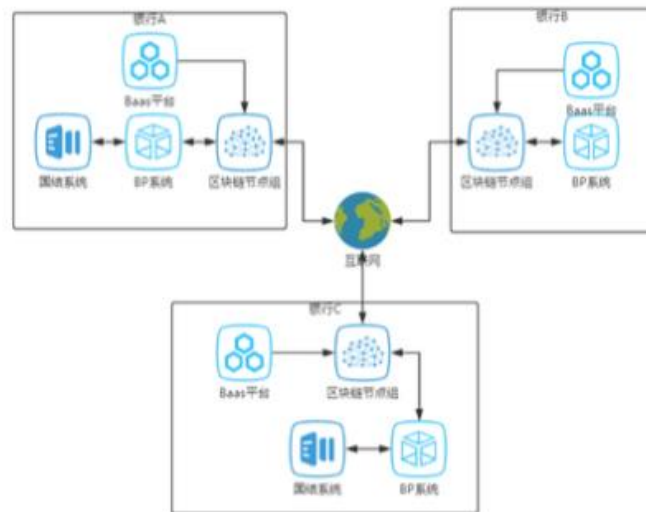 银行A
Baas平台
国结系统
BP系统
区块链节点组
银行B
Baas平台
区块链节点组
BP系统
互联网
银行C
Baas平台
区块链节点组
国结系统
BP系统